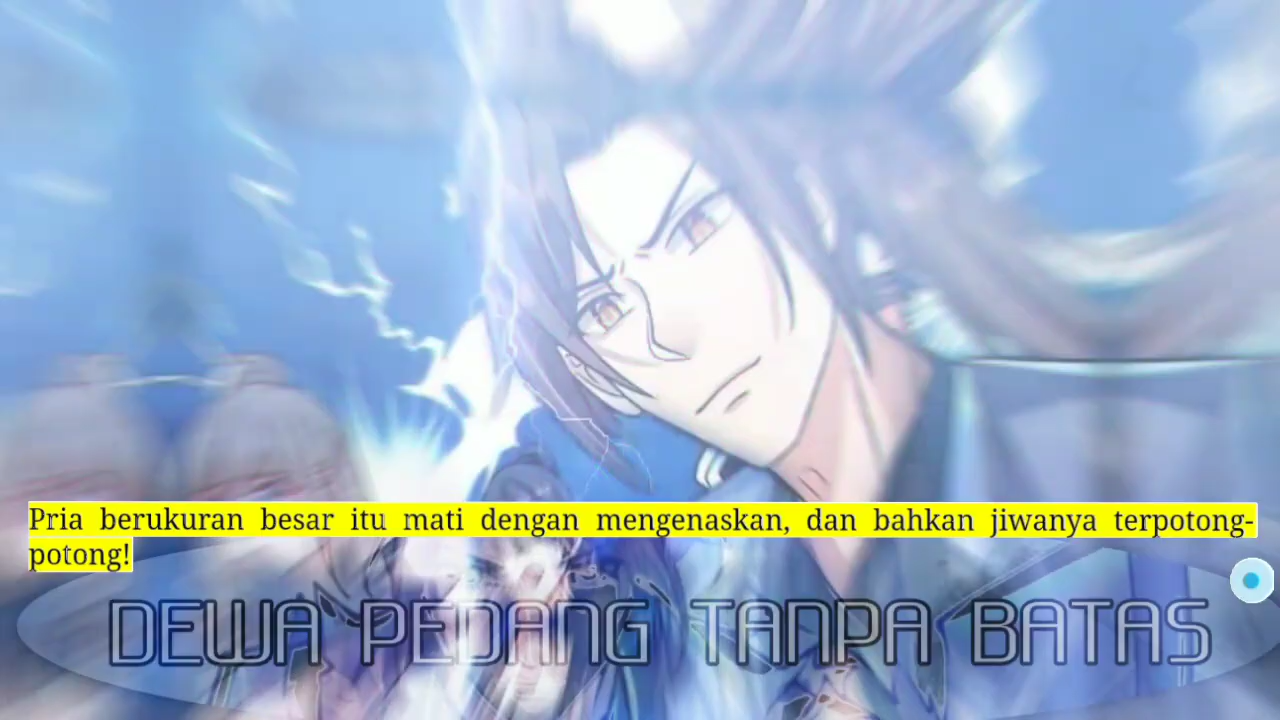 Pria berukuran besar itu mati dengan mengenaskan, dan bahkan jiwanya terpotong-
potong!
DEWA PEDANG TANPA BATAS